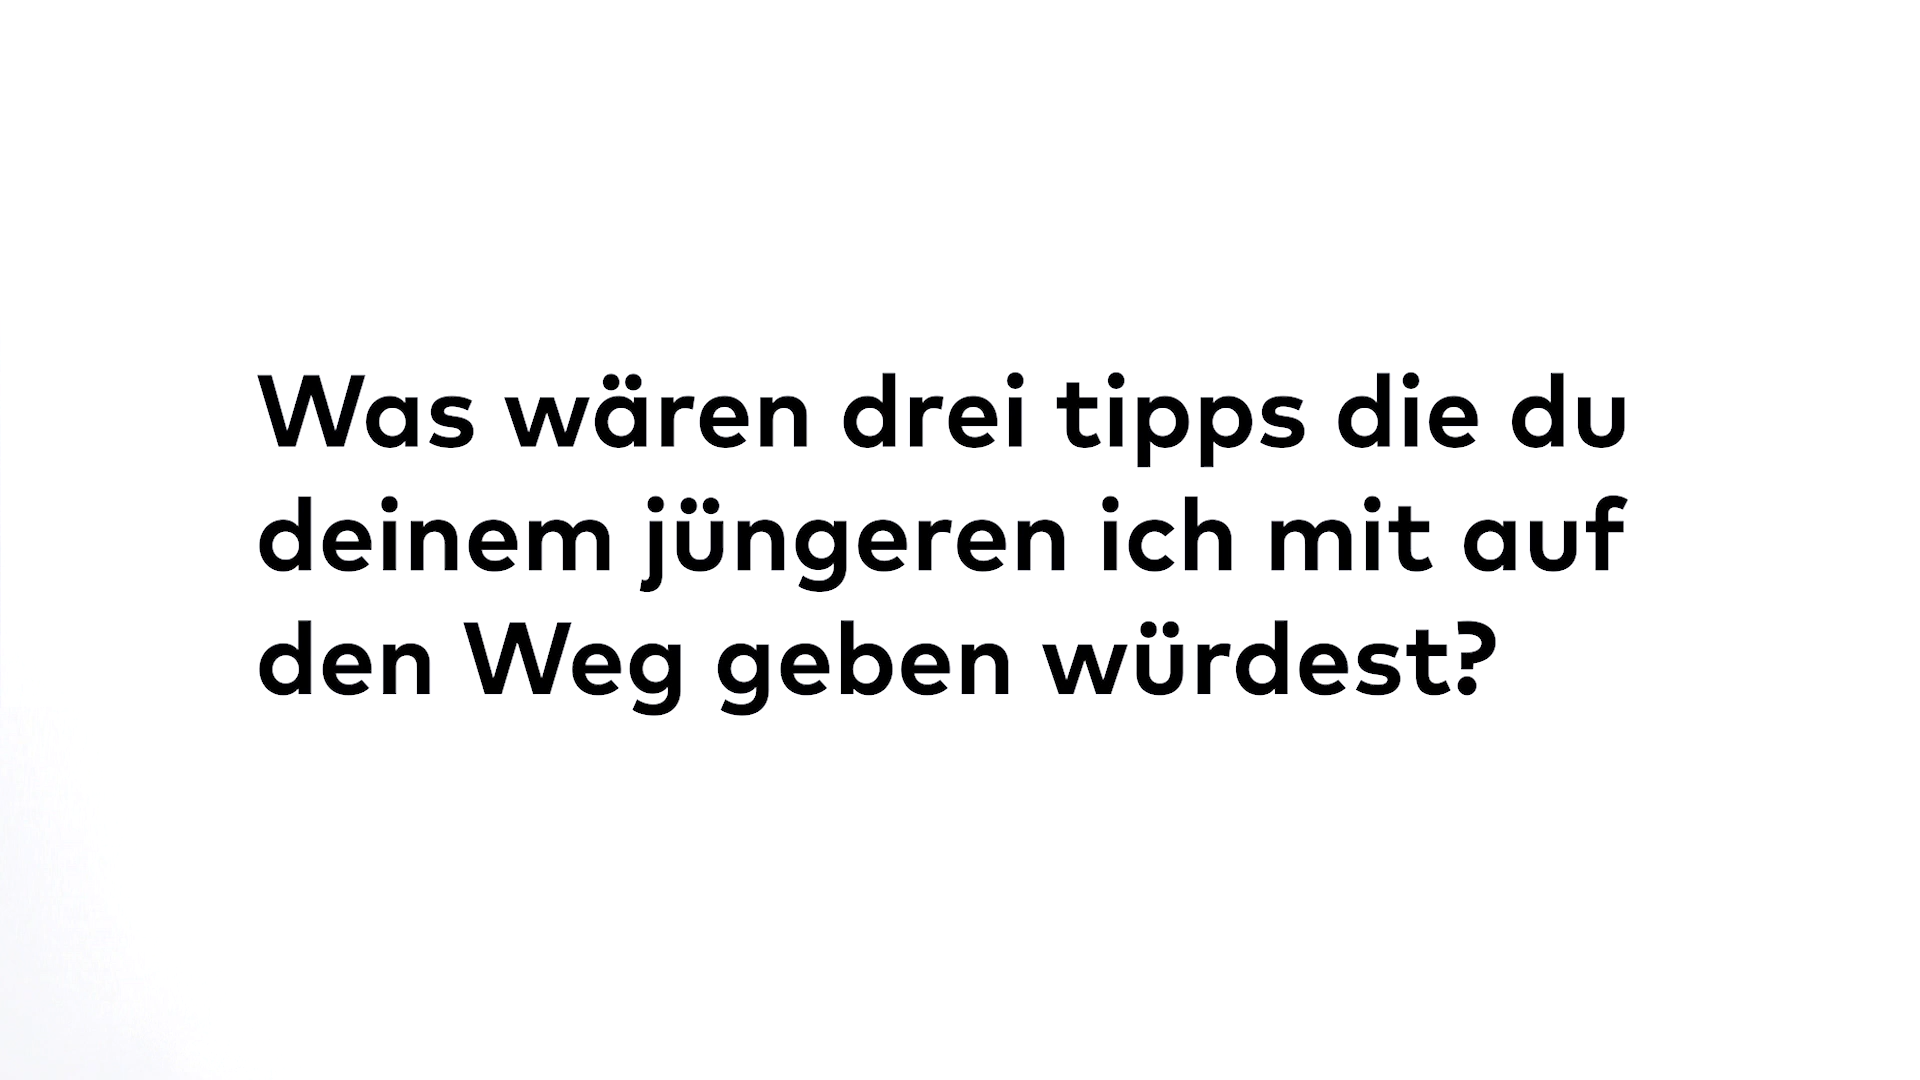 Was wären drei tipps die du
deinem jüngeren ich mit auf
den Weg geben würdest?